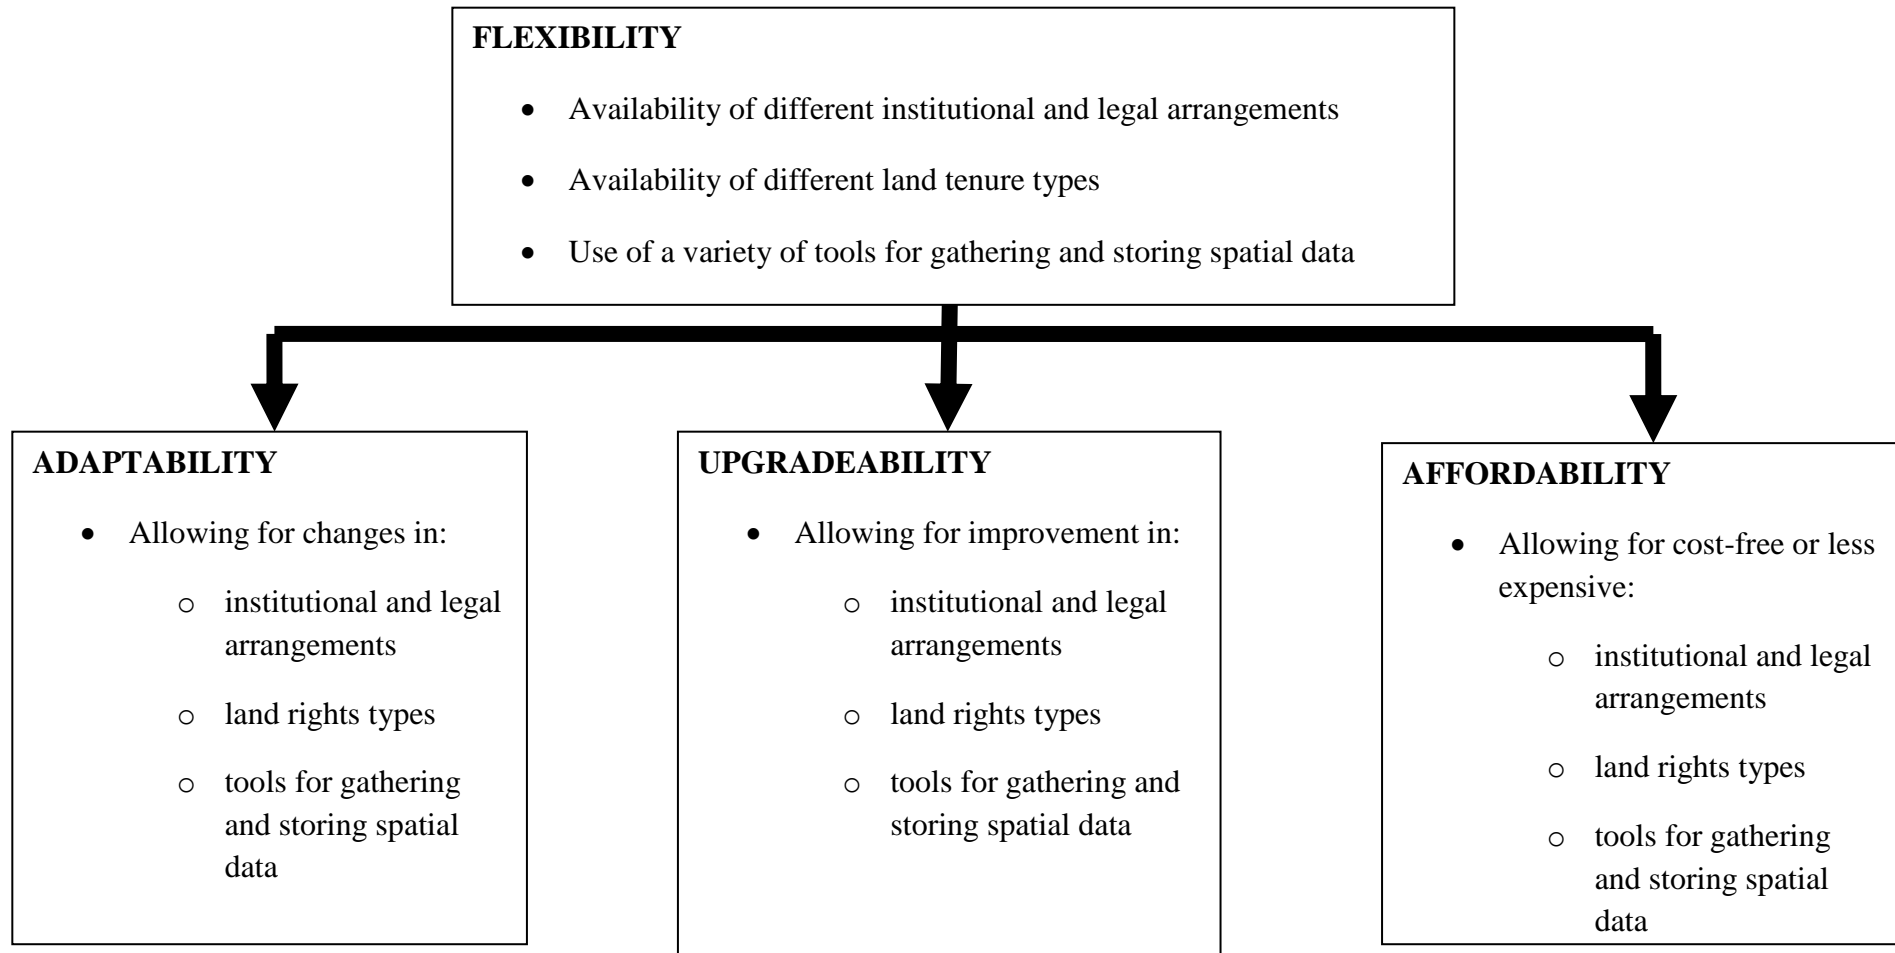 FLEXIBILITY
• Availability of different institutional and legal arrangements
• Availability of different land tenure types
• Use of a variety of tools for gathering and storing spatial data
ADAPTABILITY
• Allowing for changes in:
o institutional and legal
arrangements
o land rights types
o tools for gathering
and storing spatial
data
UPGRADEABILITY
• Allowing for improvement in:
o institutional and legal
arrangements
o land rights types
o tools for gathering and
storing spatial data
AFFORDABILITY
• Allowing for cost-free or less
expensive:
o institutional and legal
arrangements
o land rights types
o tools for gathering
and storing spatial
data